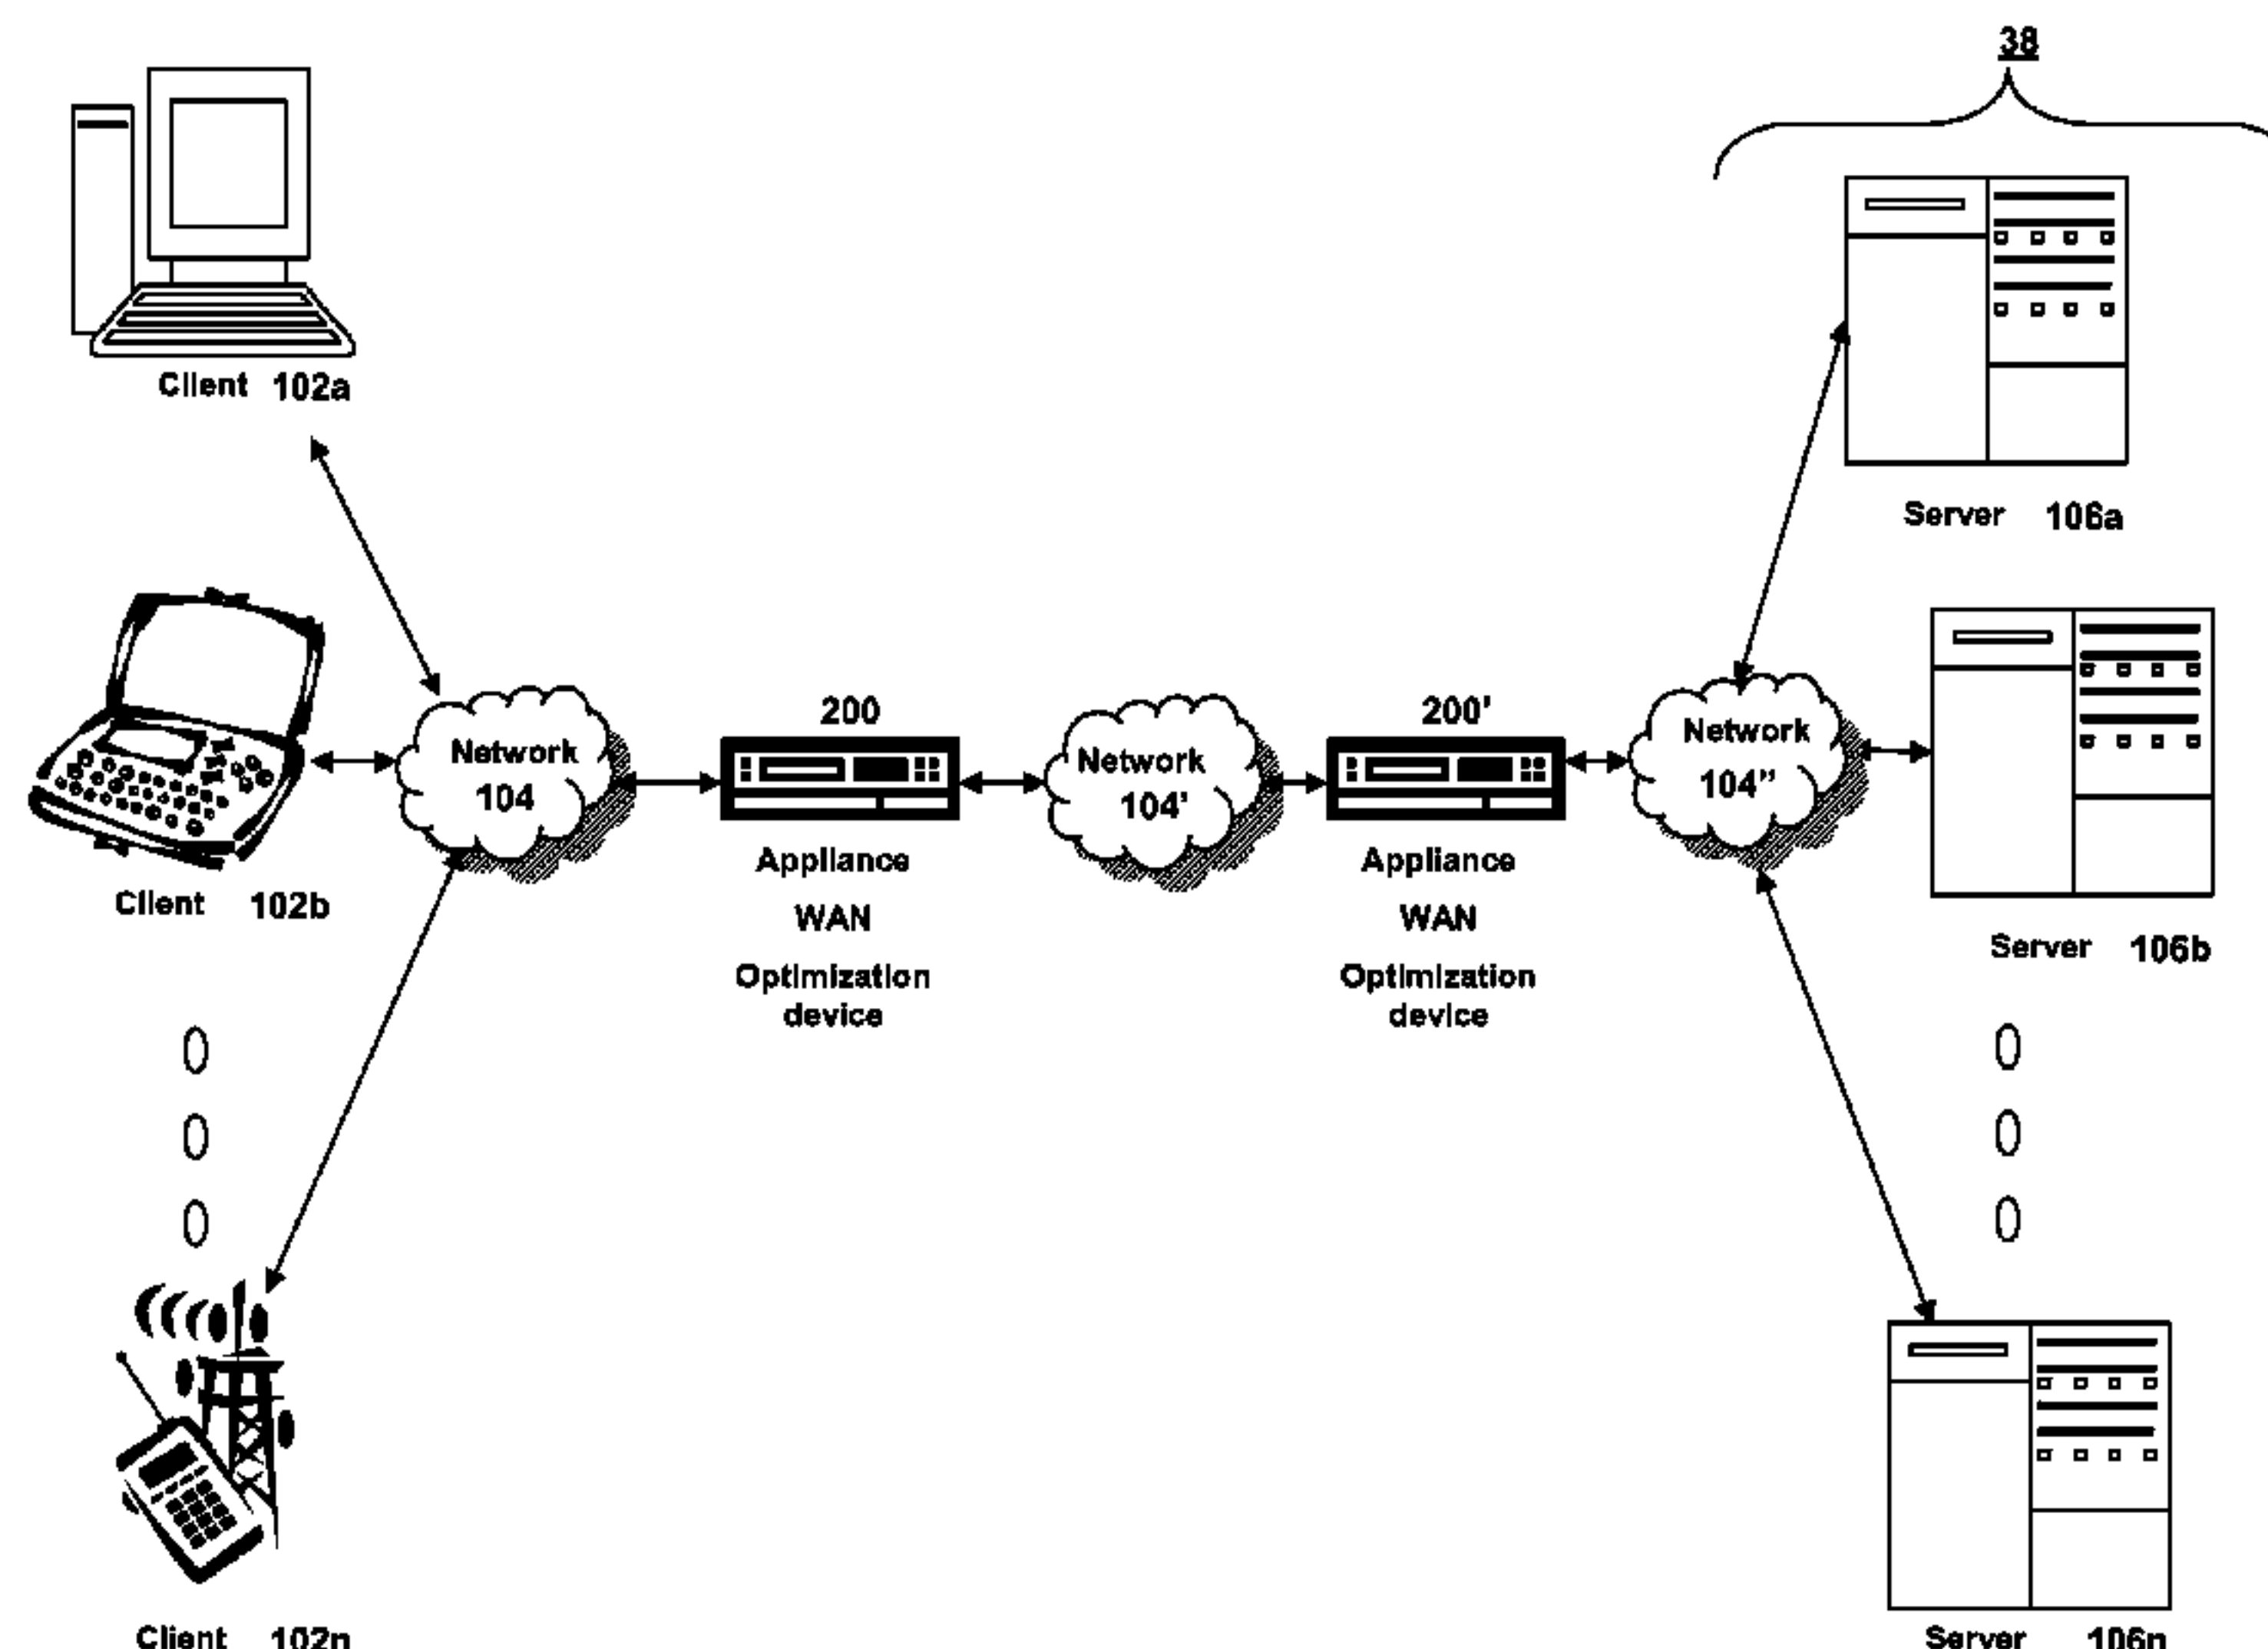 38
Client 102a
Server 106a
200
200'
Network
104
Network
104'
Network
104''
Appliance
WAN
Optimization
device
Appliance
WAN
Optimization
device
Client 102b
Server 106b
Client 102n
Server 106n